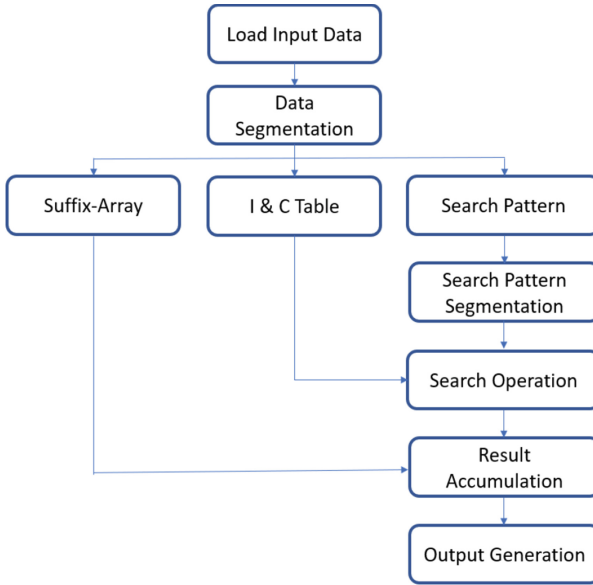 Load Input Data
Data
Segmentation
Suffix-Array
I & C Table
Search Pattern
Search Pattern
Segmentation
Search Operation
Result
Accumulation
Output Generation